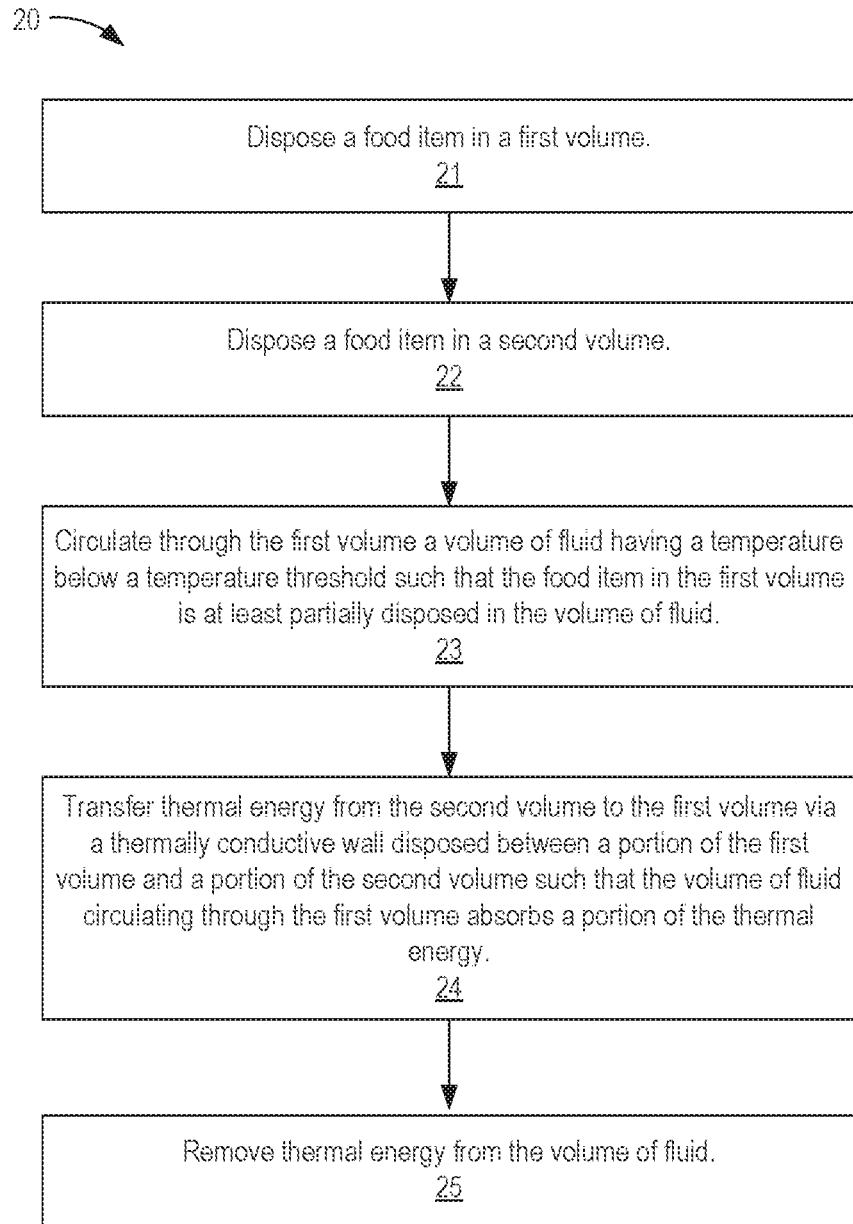 20
Dispose a food item in a first volume.
21
Dispose a food item in a second volume.
22
Circulate through the first volume a volume of fluid having a temperature
below a temperature threshold such that the food item in the first volume
is at least partially disposed in the volume of fluid.
23
Transfer thermal energy from the second volume to the first volume via
a thermally conductive wall disposed between a portion of the first
volume and a portion of the second volume such that the volume of fluid
circulating through the first volume absorbs a portion of the thermal
energy.
24
Remove thermal energy from the volume of fluid.
25